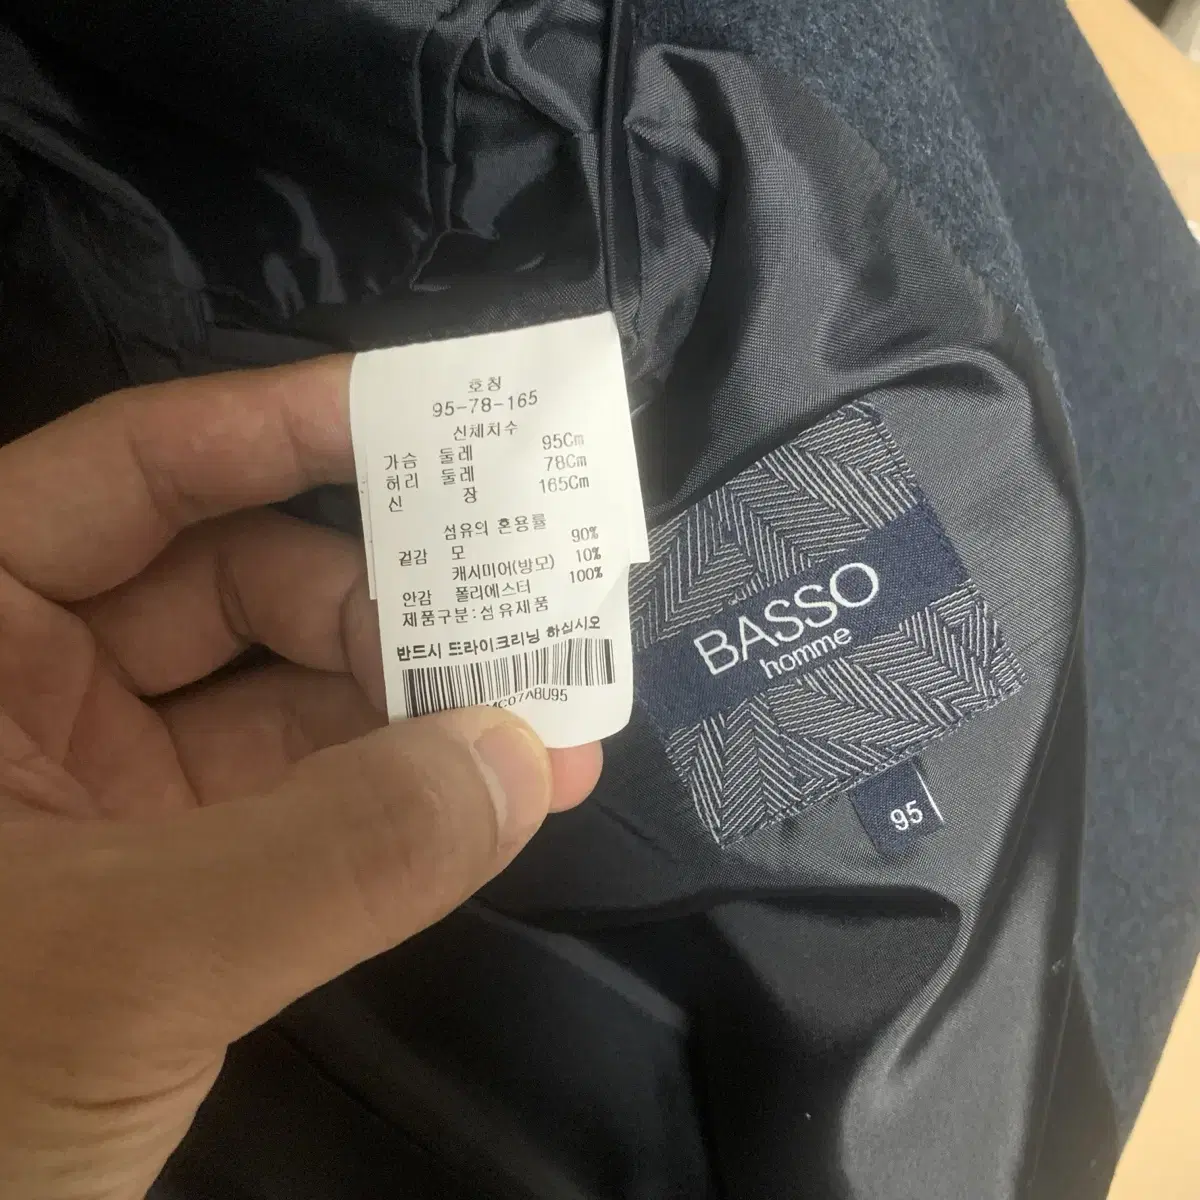 호칭
95-78-165
신체치수
가슴 둘레 95Cm
허리 둘레 78Cm
신 장 165Cm
섬유의 혼용률
겉감 모 90%
캐시미어(방모) 10%
안감 폴리에스터 100%
제품구분:섬유제품
반드시 드라이크리닝 하십시오
BASSO
homme
95